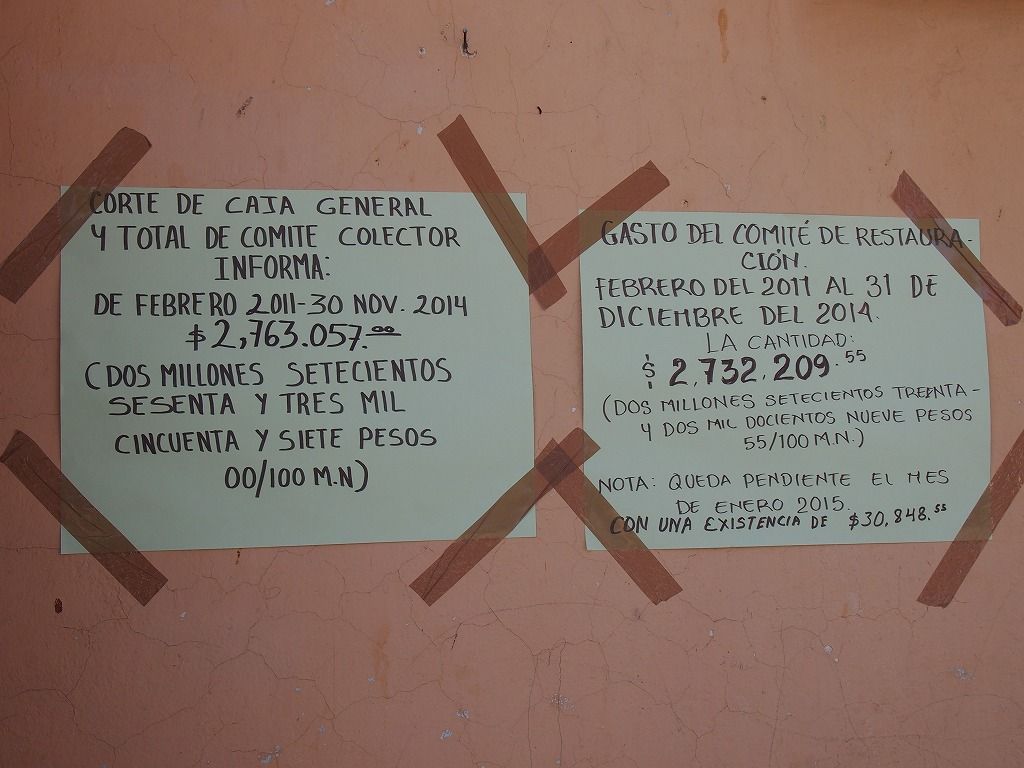 CORTE DE CAJA GENERAL
Y TOTAL DE COMITE COLECTOR
INFORMA:
DE FEBRERO 2011-30 NOV. 2014
$2,763.057.00
(DOS MILLONES SETECIENTOS
SESENTA Y TRES MIL
CINCUENTA Y SIETE PESOS
00/100 M.N)
GASTO DEL COMITÉ DE RESTAURA-
CIÓN.
FEBRERO DEL 2011 AL 31 DE
DICIEMBRE DEL 2014.
LA CANTIDAD:
$ 2,732,209.55
(DOS MILLONES SETECIENTOS TREINTA-
Y DOS MIL DOCIENTOS NUEVE PESOS
55/100 M.N.)
NOTA: QUEDA PENDIENTE EL MES
DE ENERO 2015.
CON UNA EXISTENCIA DE $30,848.55